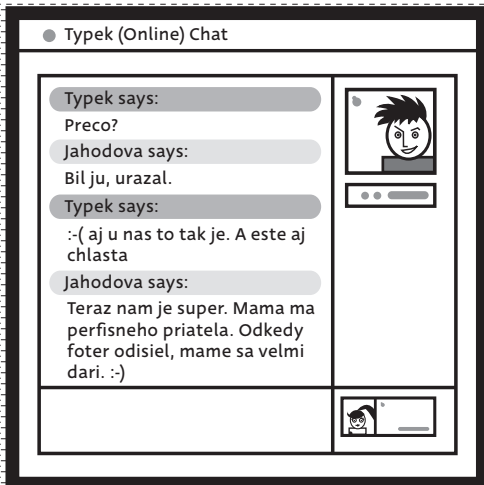 Typek (Online) Chat
Typek says:
Preco?
Jahodova says:
Bil ju, urazal.
Typek says:
:-( aj u nas to tak je. A este aj
chlasta
Jahodova says:
Teraz nam je super. Mama ma
perfisneho priatela. Odkedy
foter odisiel, mame sa velmi
dari. :-)